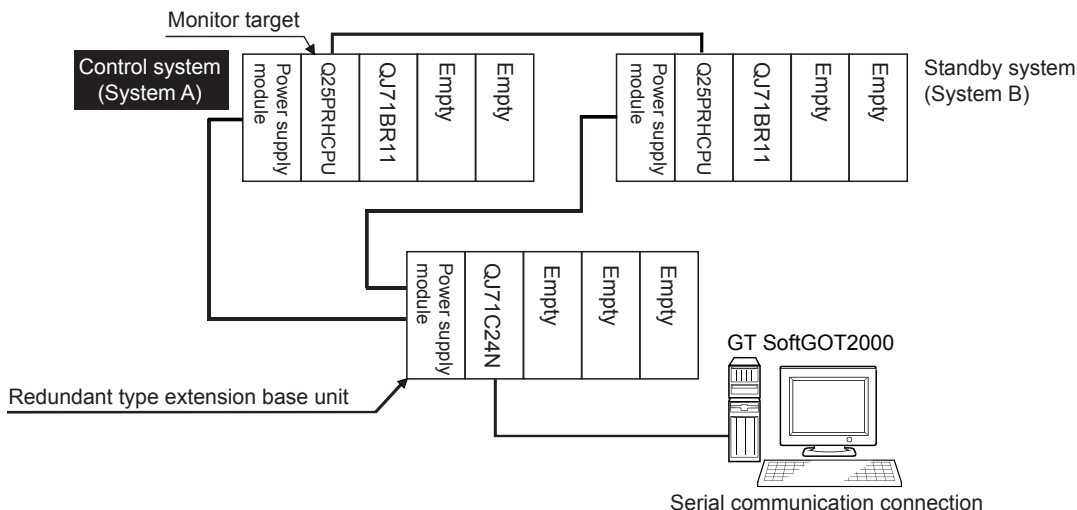 Monitor target
Control system
(System A)
Power supply
module
Q25PRHCPU
QJ71BR11
Empty
Empty
Power supply
module
Q25PRHCPU
QJ71BR11
Empty
Empty
Standby system
(System B)
Power supply
module
QJ71C24N
Empty
Empty
Empty
GT SoftGOT2000
Redundant type extension base unit
Serial communication connection